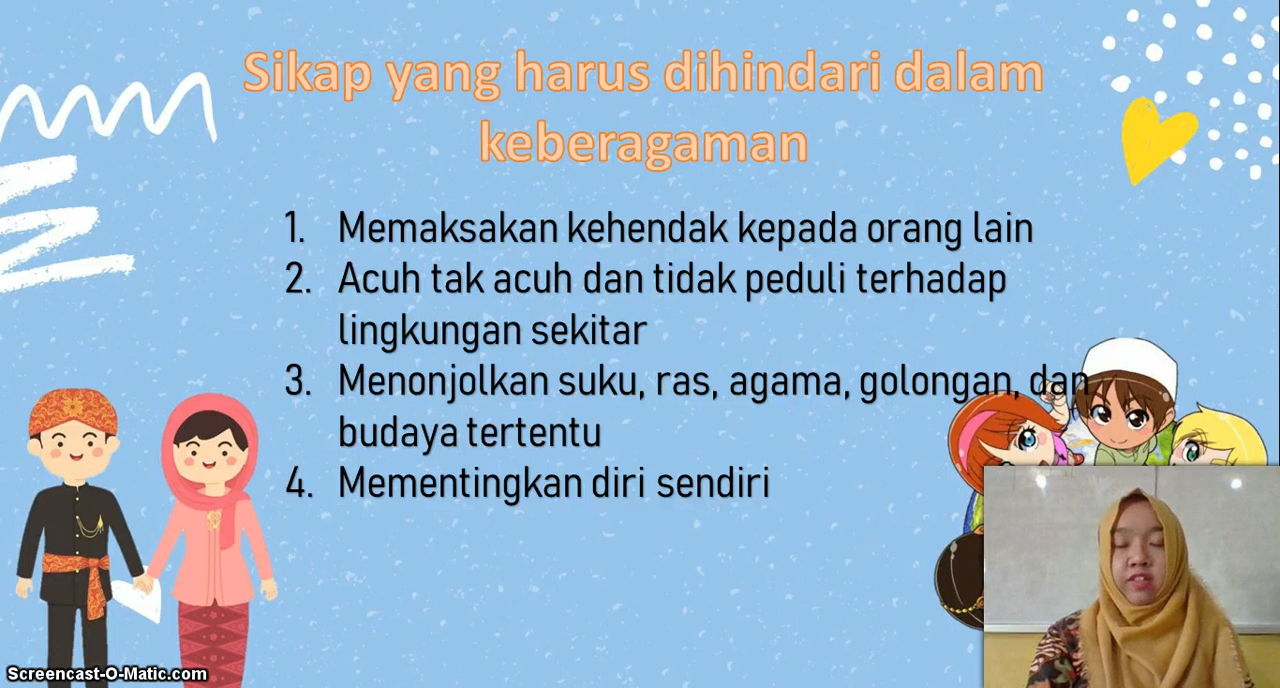 Sikap yang harus dihindari dalam
keberagaman
1. Memaksakan kehendak kepada orang lain
2. Acuh tak acuh dan tidak peduli terhadap
lingkungan sekitar
3. Menonjolkan suku, ras, agama, golongan, dan
budaya tertentu
4. Mementingkan diri sendiri
Screencast-O-Matic.com